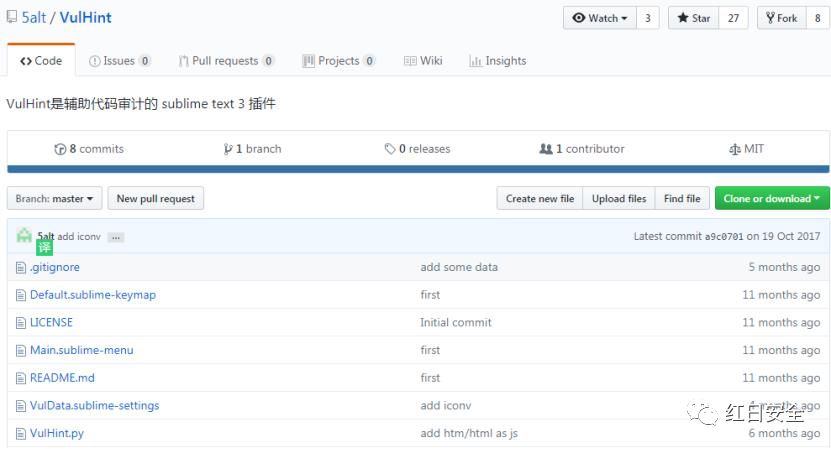 5alt / VulHint
Watch 3 Star 27 Fork 8
Code Issues 0 Pull requests 0 Projects 0 Wiki Insights
VulHint是辅助代码审计的 sublime text 3 插件
8 commits 1 branch 0 releases 1 contributor MIT
Branch: master New pull request Create new file Upload files Find file Clone or download
5alt add iconv ... Latest commit a9c0701 on 19 Oct 2017
译
.gitignore add some data 5 months ago
Default.sublime-keymap first 11 months ago
LICENSE Initial commit 11 months ago
Main.sublime-menu first 11 months ago
README.md first 11 months ago
VulData.sublime-settings add iconv months ago
红日安全
VulHint.py add htm/html as js 6 months ago